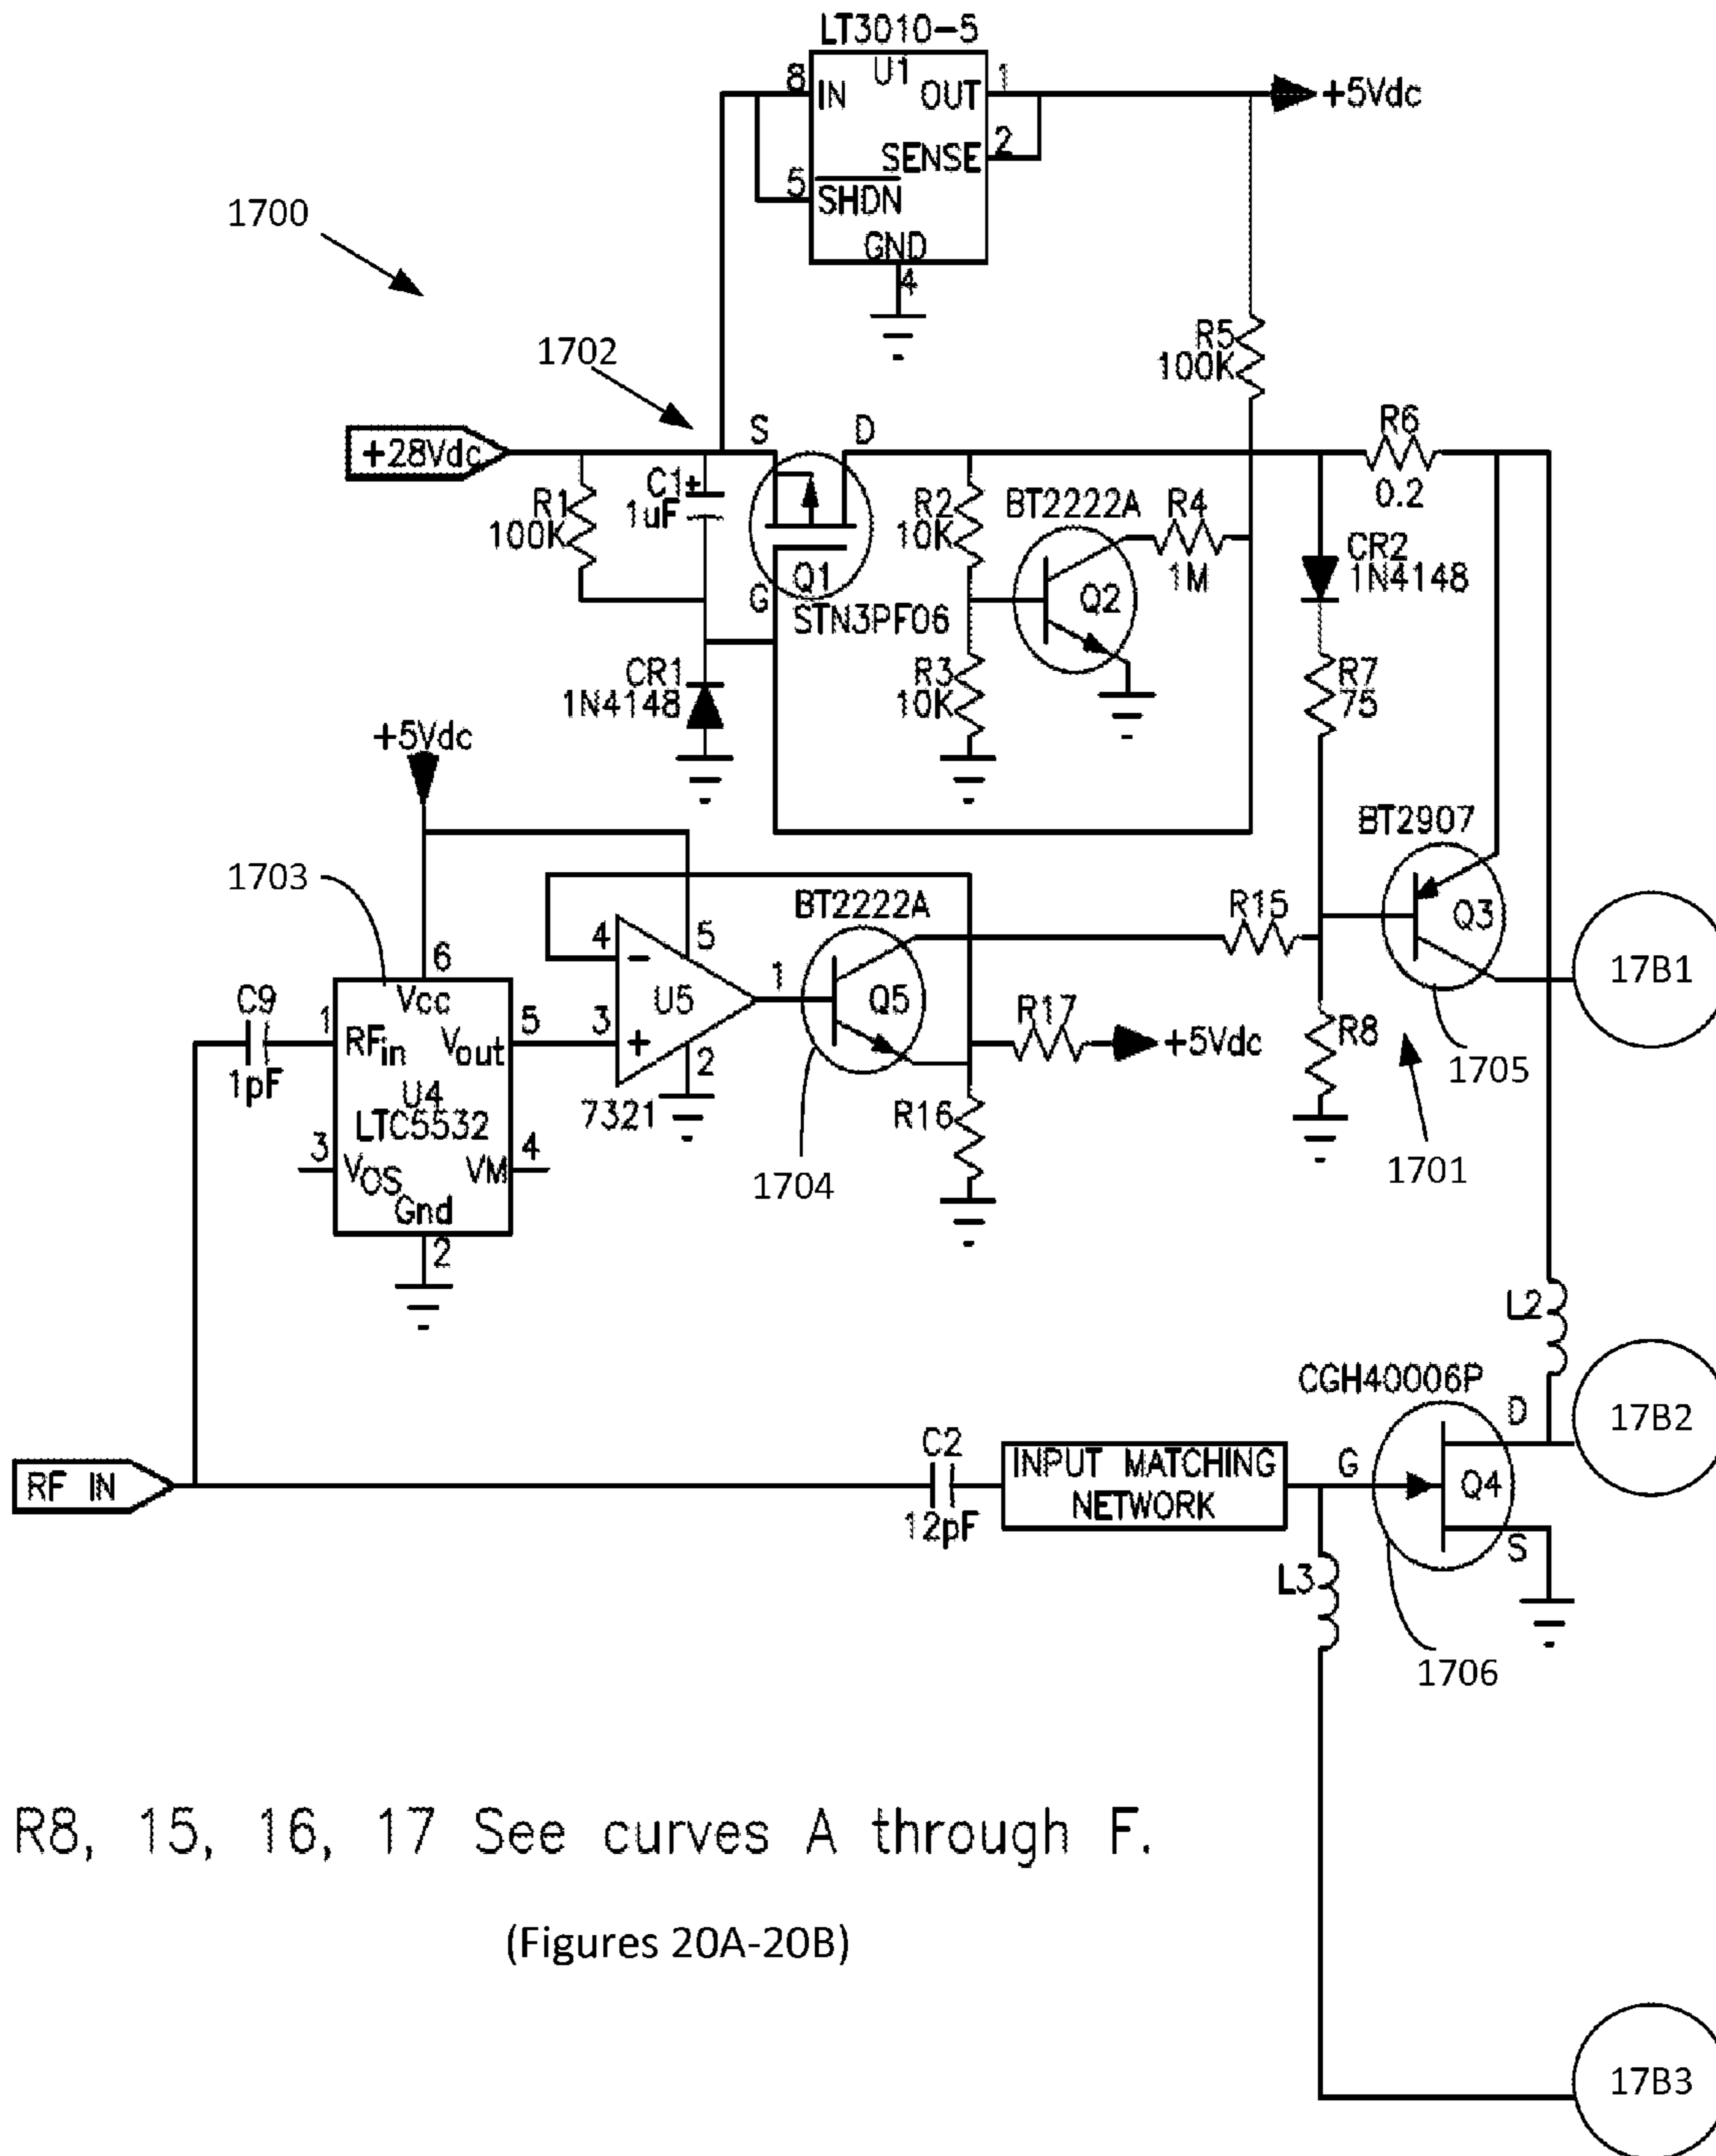 LT3010-5
U1
8
IN
OUT
1
+5Vdc
2
SENSE
5
SHDN
GND
4
1700
1702
R5
100K
S
D
R6
0.2
+28Vdc
C1
+
1uF
R1
100K
R2
10K
BT2222A
R4
1M
CR2
1N4148
Q1
G
STN3PF06
Q2
R3
10K
R7
75
CR1
1N4148
+5Vdc
BT2907
1703
BT2222A
R15
Q3
17B1
4
-
5
6
1
U5
Q5
R17
+5Vdc
C9
1pF
1
Vcc
RFin
Vout
5
3
+
2
R8
1705
U4
LTC5532
7321
R16
3
VOS
VM
4
1704
1701
Gnd
2
L2
CGH40006P
D
17B2
C2
12pF
INPUT MATCHING
NETWORK
G
Q4
RF IN
S
L3
1706
R8, 15, 16, 17 See curves A through F.
(Figures 20A-20B)
17B3